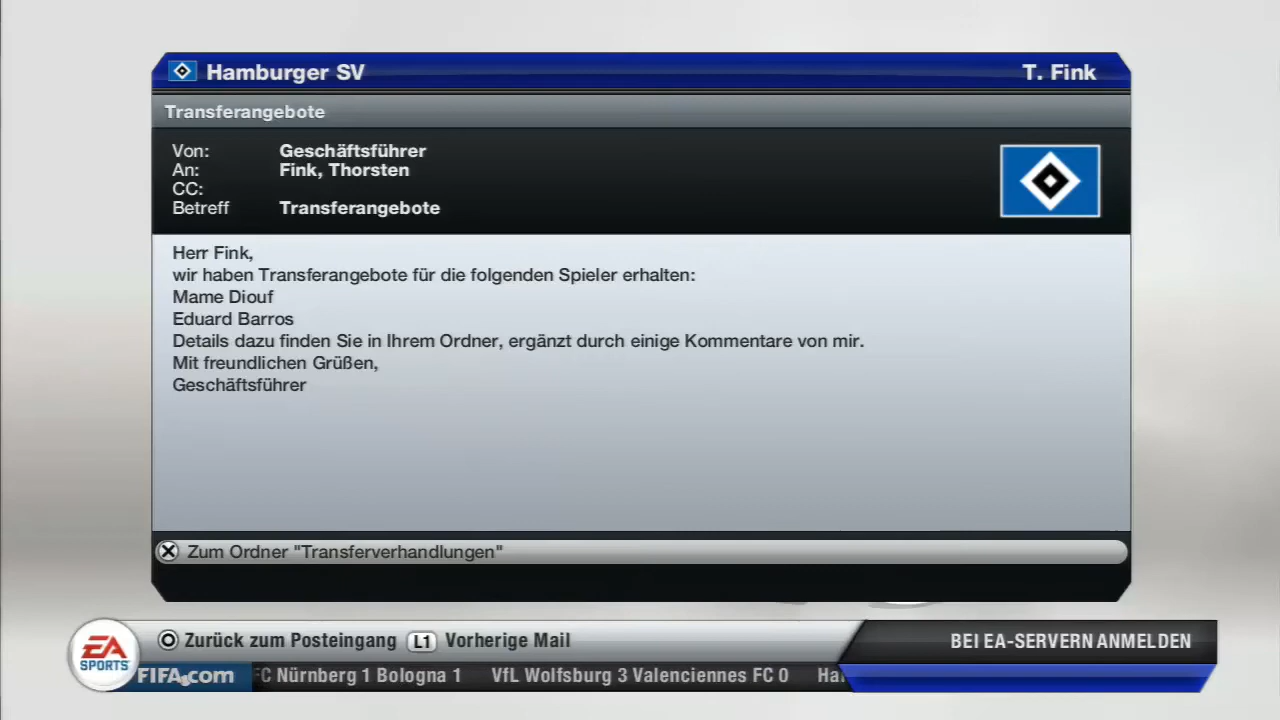 Hamburger SV
T. Fink
Transferangebote
Von: Geschäftsführer
An: Fink, Thorsten
CC:
Betreff Transferangebote
Herr Fink,
wir haben Transferangebote für die folgenden Spieler erhalten:
Mame Diouf
Eduard Barros
Details dazu finden Sie in Ihrem Ordner, ergänzt durch einige Kommentare von mir.
Mit freundlichen Grüßen,
Geschäftsführer
Zum Ordner "Transferverhandlungen"
Zurück zum Posteingang L1 Vorherige Mail
BEI EA-SERVERN ANMELDEN
EA SPORTS
FIFA.com
FC Nürnberg 1 Bologna 1 VfL Wolfsburg 3 Valenciennes FC 0